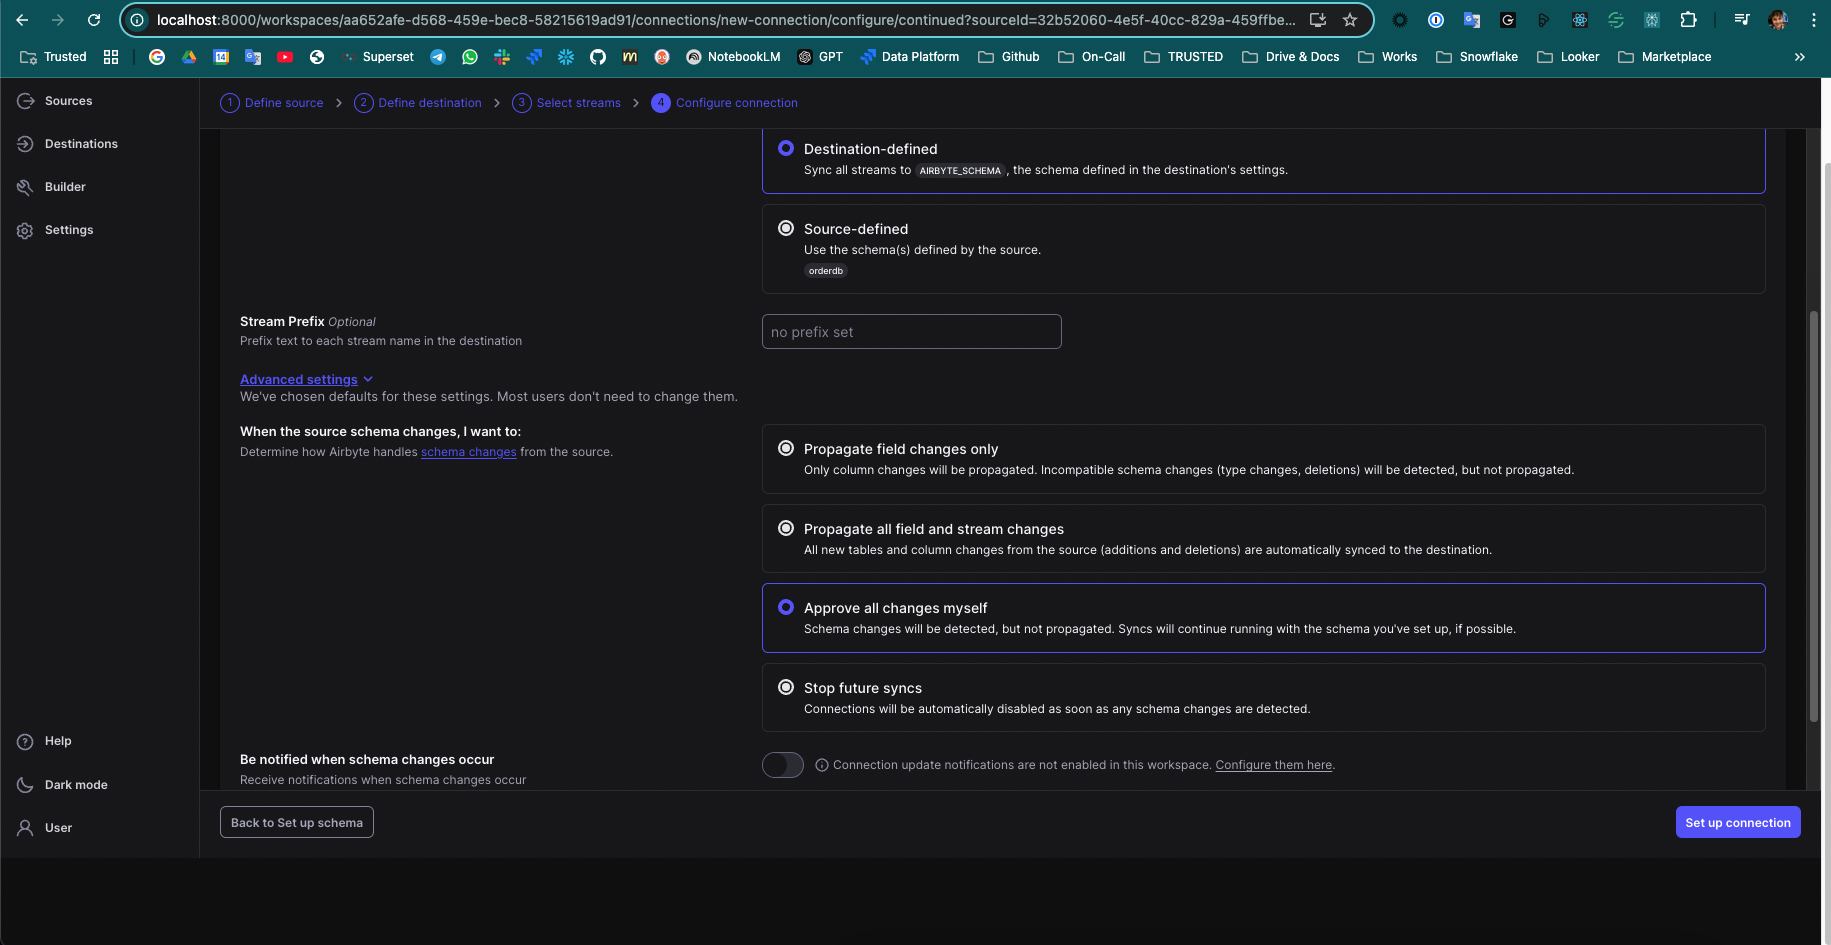 localhost:8000/workspaces/aa652afe-d568-459e-bec8-58215619ad91/connections/new-connection/configure/continued?sourceId=32b52060-4e5f-40cc-829a-459ffbe...
Trusted
14
Superset
NotebookLM
GPT
Data Platform
Github
On-Call
TRUSTED
Drive & Docs
Works
Snowflake
Looker
Marketplace
Sources
Destinations
Builder
Settings
Help
Dark mode
User
1 Define source
2 Define destination
3 Select streams
4 Configure connection
Destination-defined
Sync all streams to AIRBYTE_SCHEMA , the schema defined in the destination's settings.
Source-defined
Use the schema(s) defined by the source.
orderdb
Stream Prefix Optional
Prefix text to each stream name in the destination
no prefix set
Advanced settings
We've chosen defaults for these settings. Most users don't need to change them.
When the source schema changes, I want to:
Determine how Airbyte handles schema changes from the source.
Propagate field changes only
Only column changes will be propagated. Incompatible schema changes (type changes, deletions) will be detected, but not propagated.
Propagate all field and stream changes
All new tables and column changes from the source (additions and deletions) are automatically synced to the destination.
Approve all changes myself
Schema changes will be detected, but not propagated. Syncs will continue running with the schema you've set up, if possible.
Stop future syncs
Connections will be automatically disabled as soon as any schema changes are detected.
Be notified when schema changes occur
Receive notifications when schema changes occur
Connection update notifications are not enabled in this workspace. Configure them here.
Back to Set up schema
Set up connection